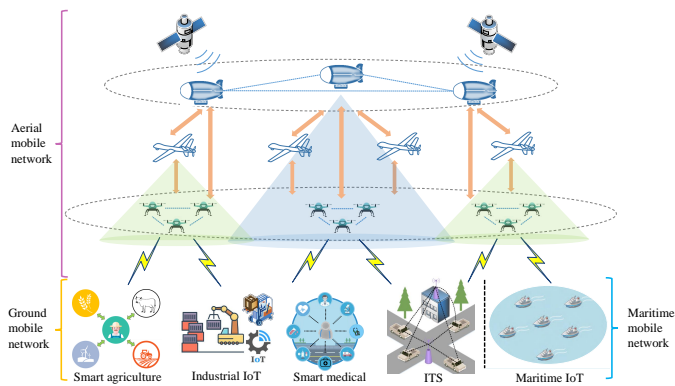 Aerial
mobile
network
Ground
mobile
network
IoT
Maritime
mobile
network
Smart agriculture
Industrial IoT
Smart medical
ITS
Maritime IoT